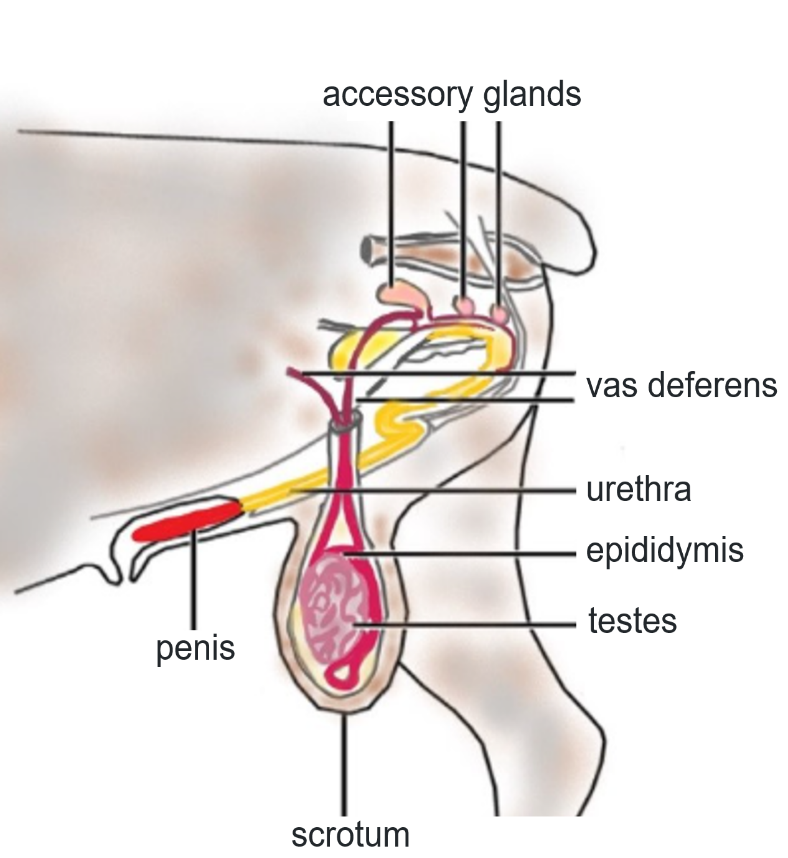 accessory glands
vas deferens
urethra
epididymis
testes
penis
scrotum